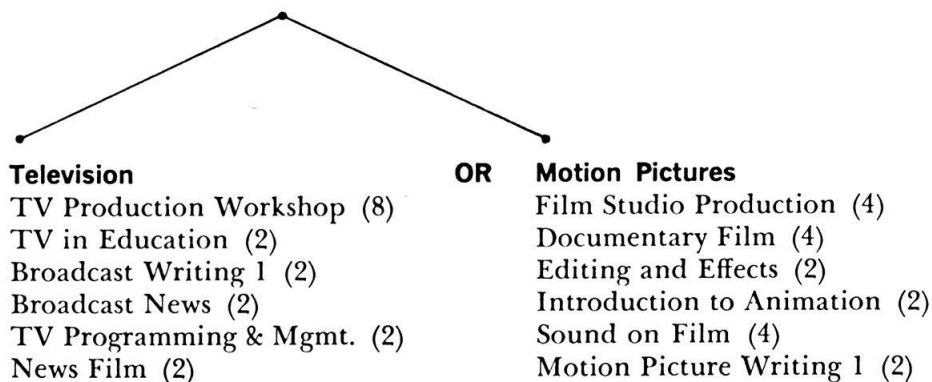 Television
TV Production Workshop (8)
TV in Education (2)
Broadcast Writing 1 (2)
Broadcast News (2)
TV Programming & Mgmt. (2)
News Film (2)
OR
Motion Pictures
Film Studio Production (4)
Documentary Film (4)
Editing and Effects (2)
Introduction to Animation (2)
Sound on Film (4)
Motion Picture Writing 1 (2)